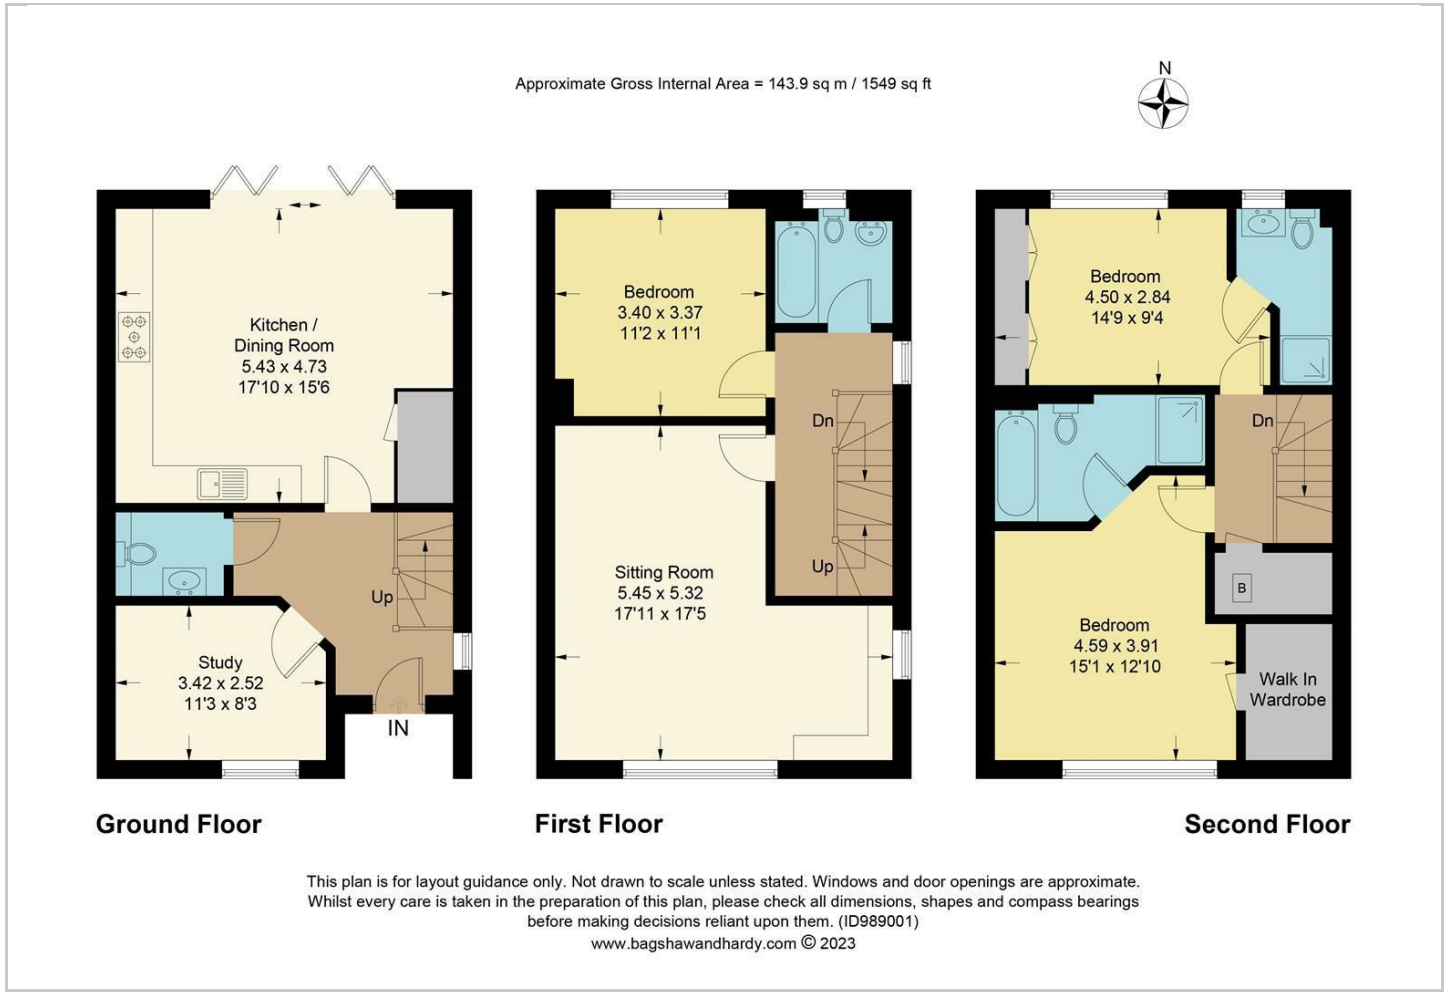 Approximate Gross Internal Area = 143.9 sq m / 1549 sq ft
N
Kitchen /
Dining Room
5.43 x 4.73
17'10 x 15'6
Up
Study
3.42 x 2.52
11'3 x 8'3
IN
Ground Floor
Bedroom
3.40 x 3.37
11'2 x 11'1
Dn
Up
Sitting Room
5.45 x 5.32
17'11 x 17'5
First Floor
Bedroom
4.50 x 2.84
14'9 x 9'4
Dn
B
Bedroom
4.59 x 3.91
15'1 x 12'10
Walk In
Wardrobe
Second Floor
This plan is for layout guidance only. Not drawn to scale unless stated. Windows and door openings are approximate.
Whilst every care is taken in the preparation of this plan, please check all dimensions, shapes and compass bearings
before making decisions reliant upon them. (ID989001)
www.bagshawandhardy.com © 2023